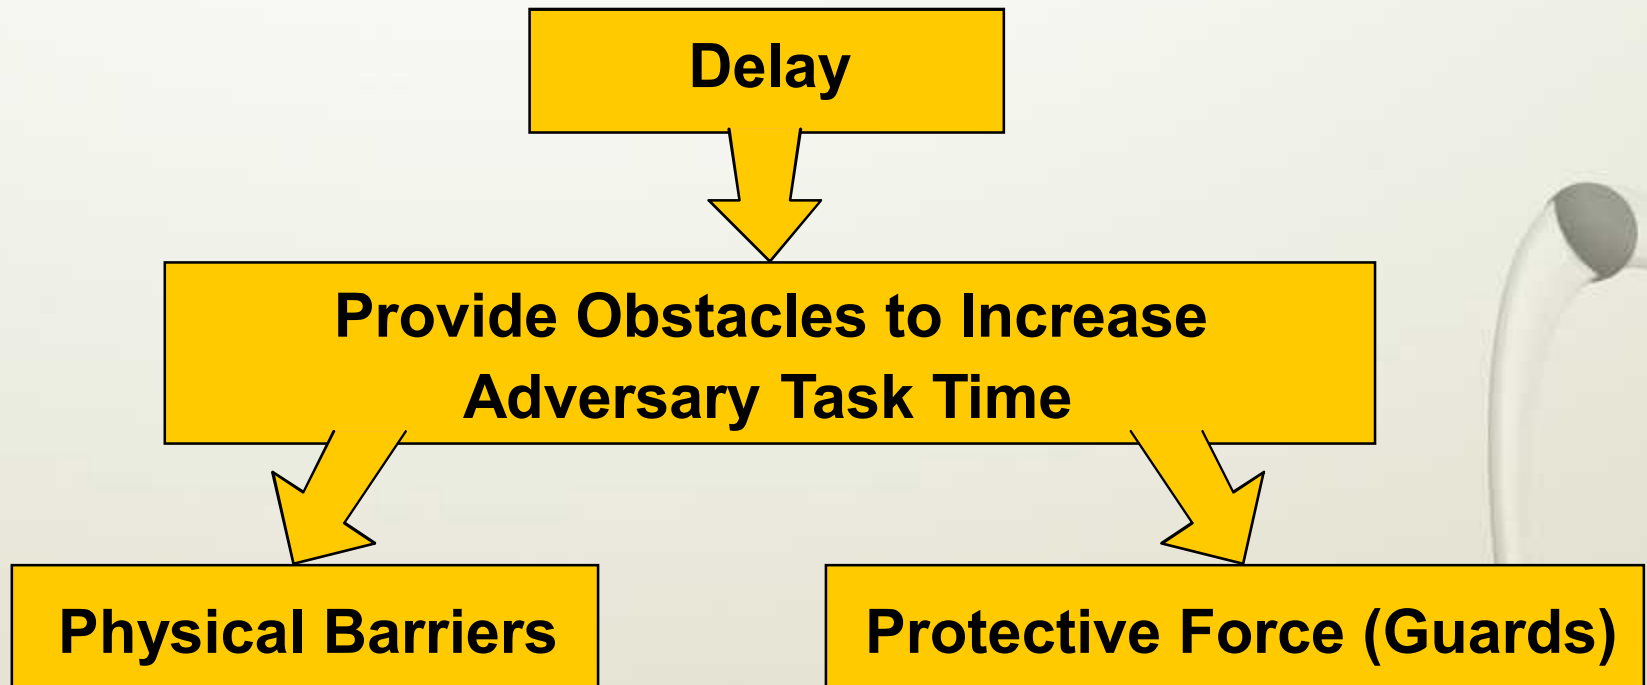 Delay
Provide Obstacles to Increase
Adversary Task Time
Physical Barriers
Protective Force (Guards)